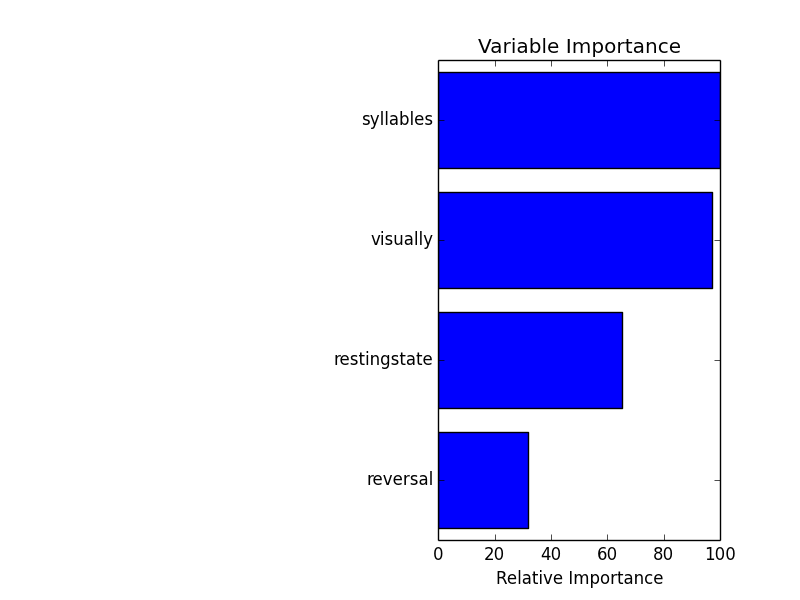 Variable Importance
syllables
visually
restingstate
reversal
0 20 40 60 80 100
Relative Importance